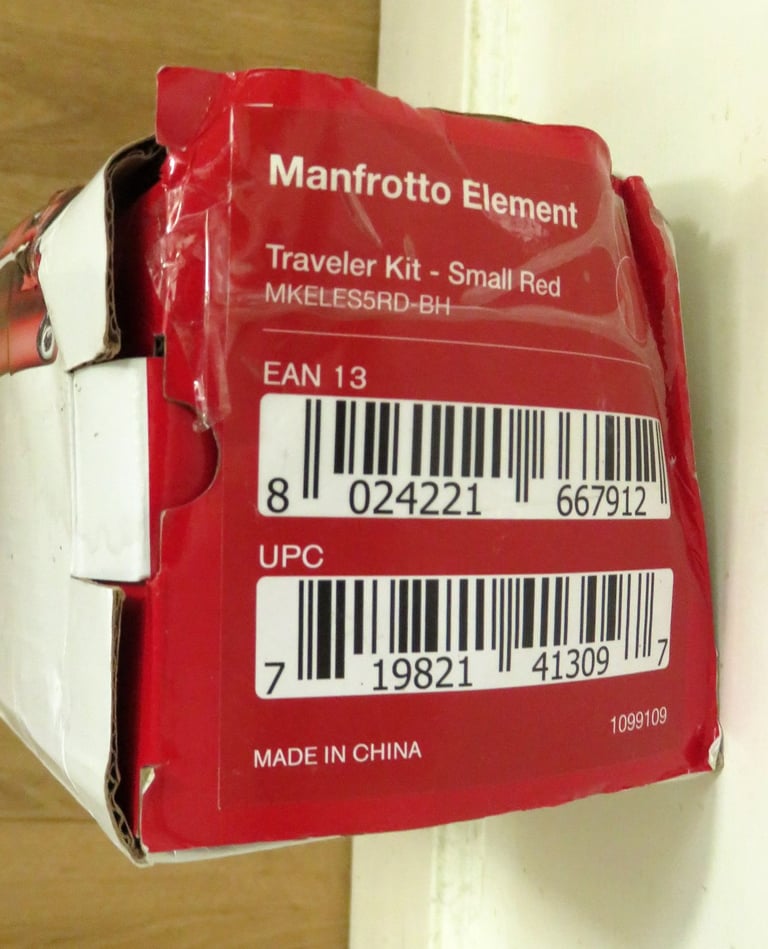 Manfrotto Element
Traveler Kit - Small Red
MKELES5RD-BH
EAN 13
8 024221 667912
UPC
7 19821 41309 7
1099109
MADE IN CHINA